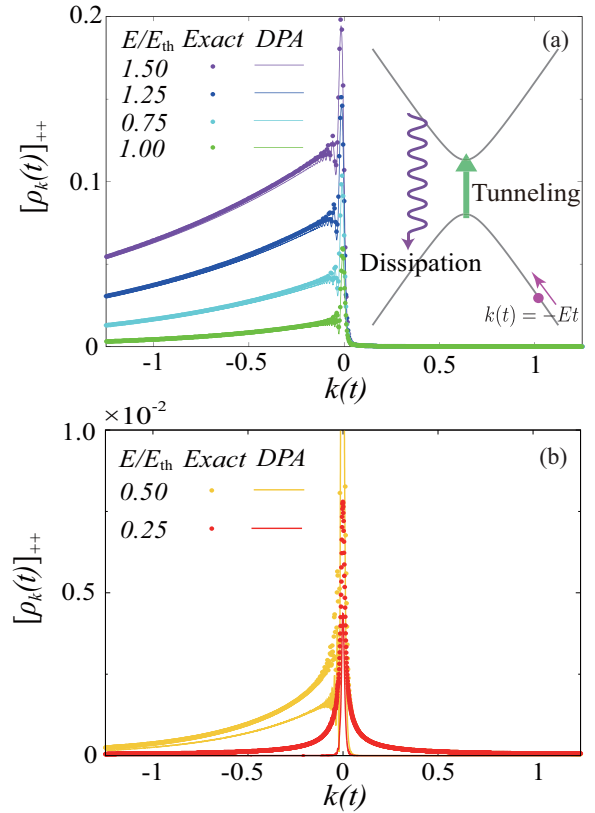 0.2
(a)
E/E_th Exact DPA
1.50
1.25
0.75
1.00
Tunneling
Dissipation
k(t) = −Et
[ρ_k(t)]_++
0.1
0
-1 -0.5 0 0.5 1
k(t)
×10^-2
1.0
(b)
E/E_th Exact DPA
0.50
0.25
[ρ_k(t)]_++
0.5
0
-1 -0.5 0 0.5 1
k(t)